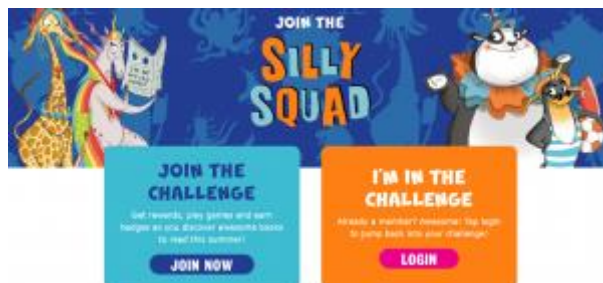 JOIN THE
SILLY
SQUAD
JOIN THE
CHALLENGE
Get rewards, play games and earn
badges as you discover awesome books
to read this summer!
JOIN NOW
I'M IN THE
CHALLENGE
Already a member? Awesome! Tap login
to jump back into your challenge!
LOGIN